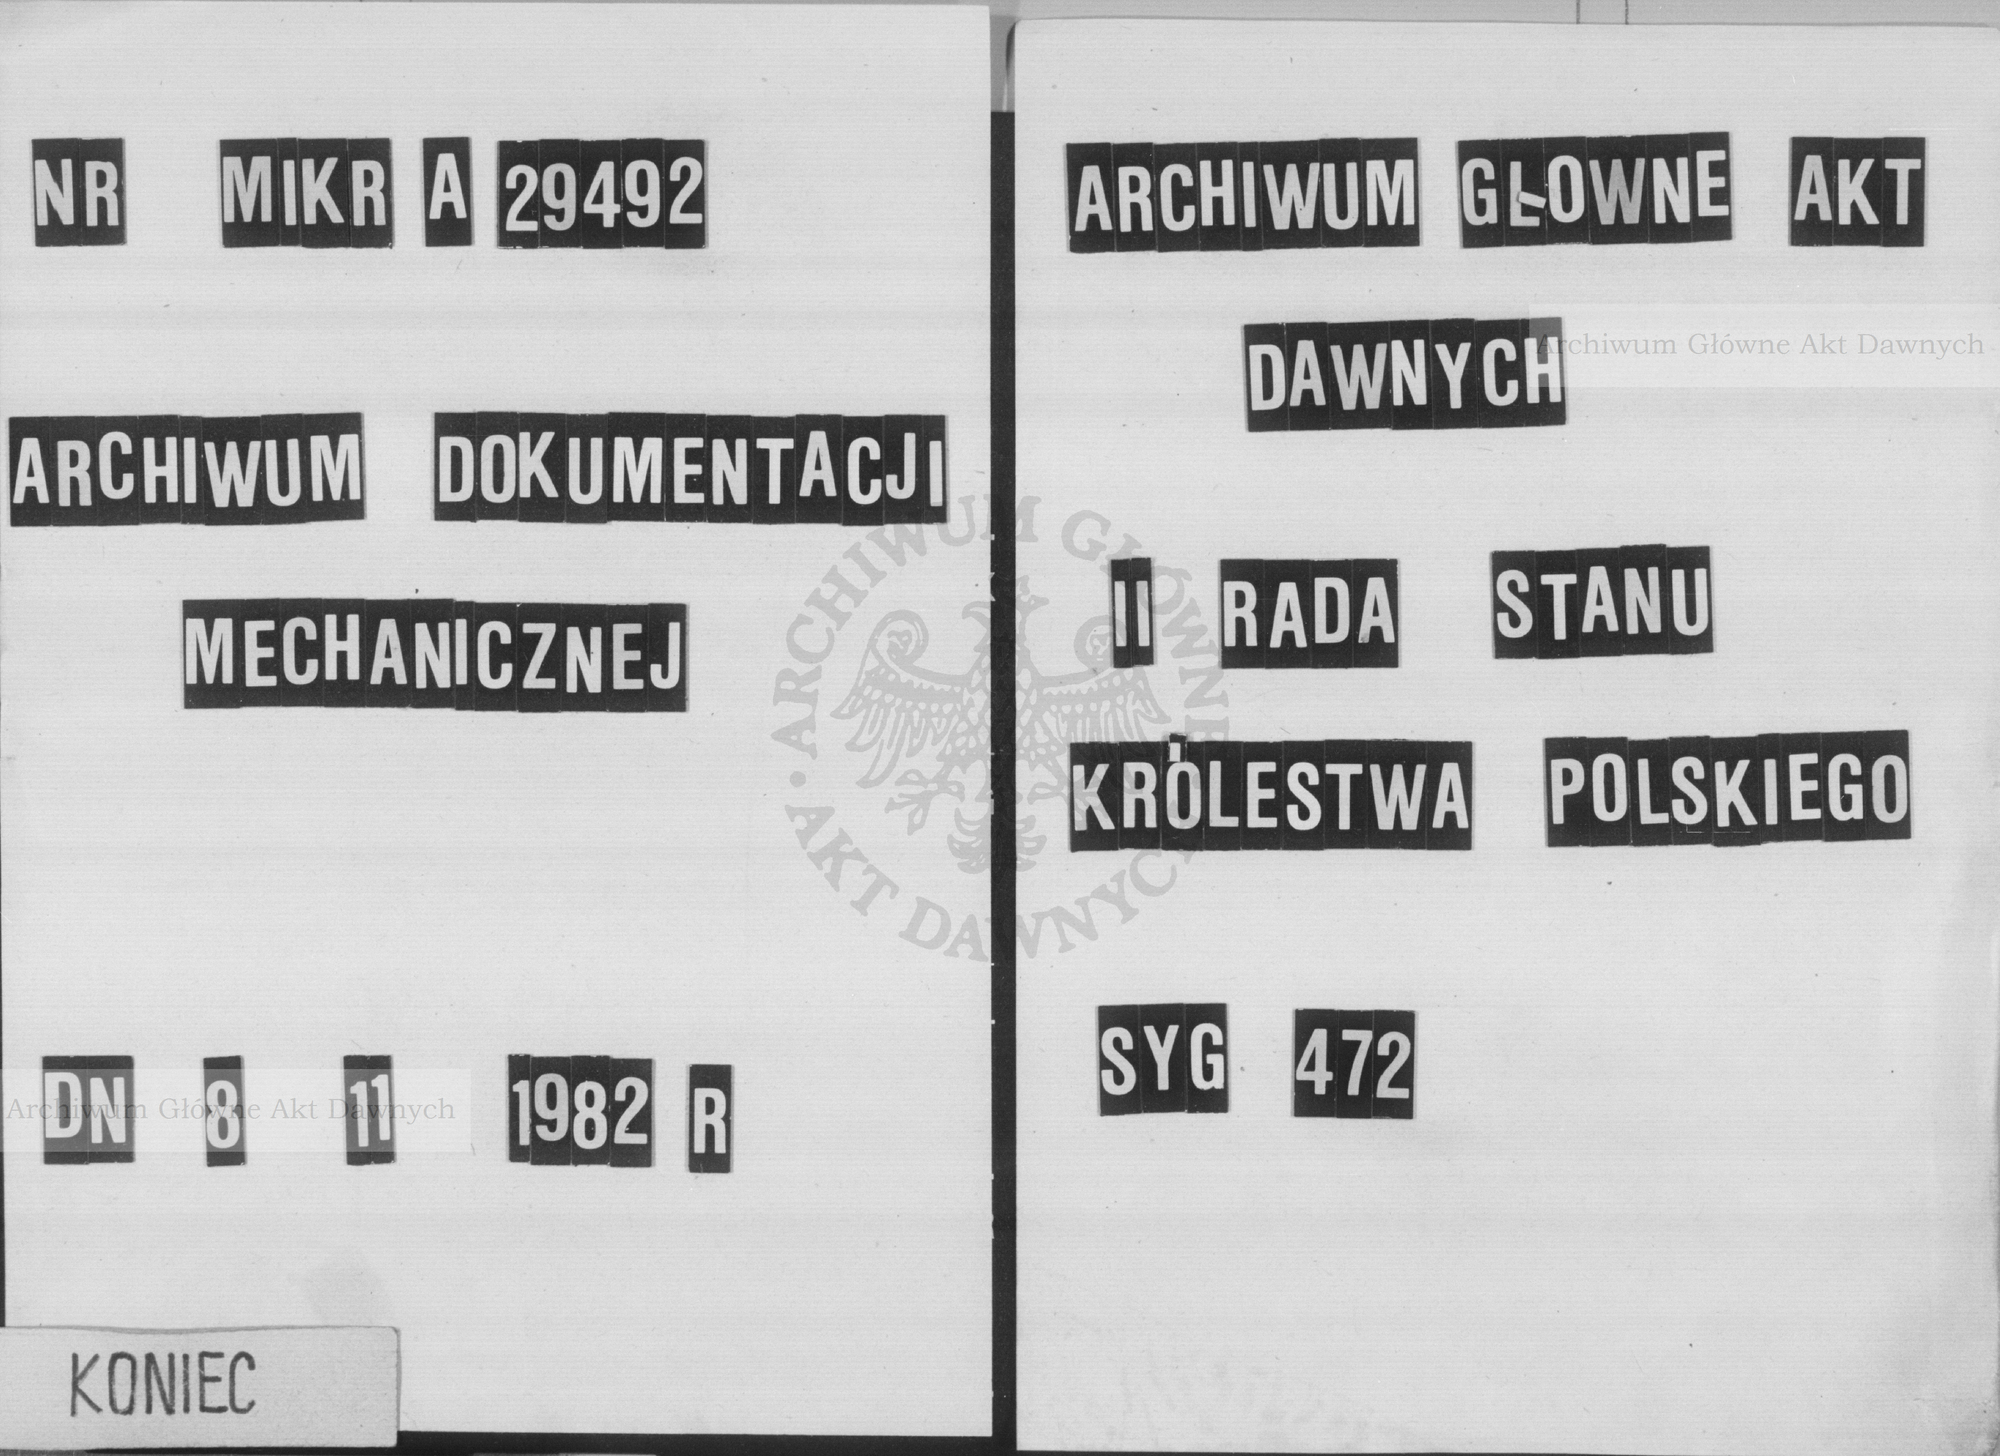 NR MIKR A 29492
ARCHIWUM DOKUMENTACJI
MECHANICZNEJ
DN 8 11 1982 R
KONIEC
ARCHIWUM GŁOWNE AKT
DAWNYCH
II RADA STANU
KRÓLESTWA POLSKIEGO
SYG 472
Archiwum Główne Akt Dawnych
Archiwum Główne Akt Dawnych
ARCHIWUM GŁÓWNE · AKT DAWNYCH ·